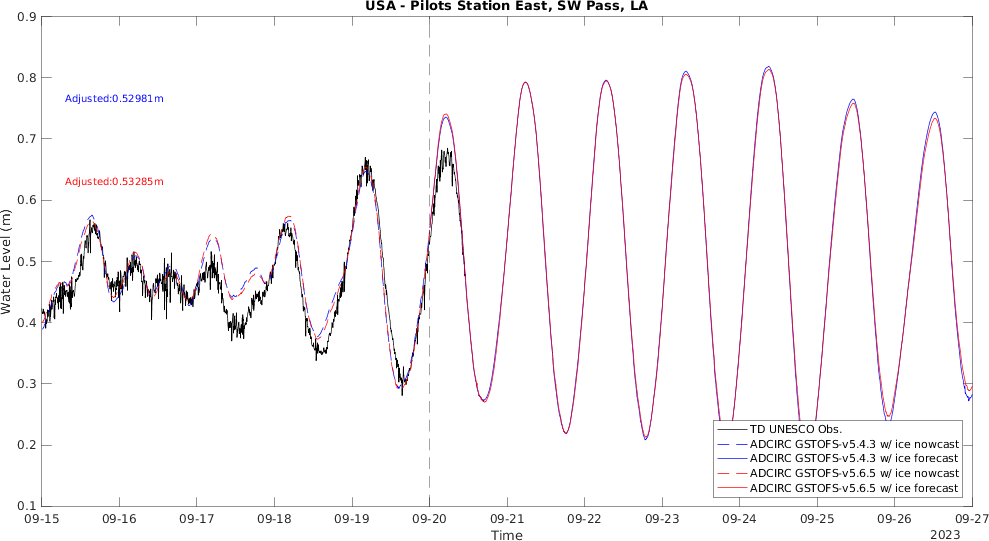 USA - Pilots Station East, SW Pass, LA
0.9
0.8
0.7
0.6
0.5
0.4
0.3
0.2
0.1
Water Level (m)
Adjusted:0.52981m
Adjusted:0.53285m
TD UNESCO Obs.
ADCIRC GSTOFS-v5.4.3 w/ ice nowcast
ADCIRC GSTOFS-v5.4.3 w/ ice forecast
ADCIRC GSTOFS-v5.6.5 w/ ice nowcast
ADCIRC GSTOFS-v5.6.5 w/ ice forecast
09-15 09-16 09-17 09-18 09-19 09-20 09-21 09-22 09-23 09-24 09-25 09-26 09-27
Time
2023